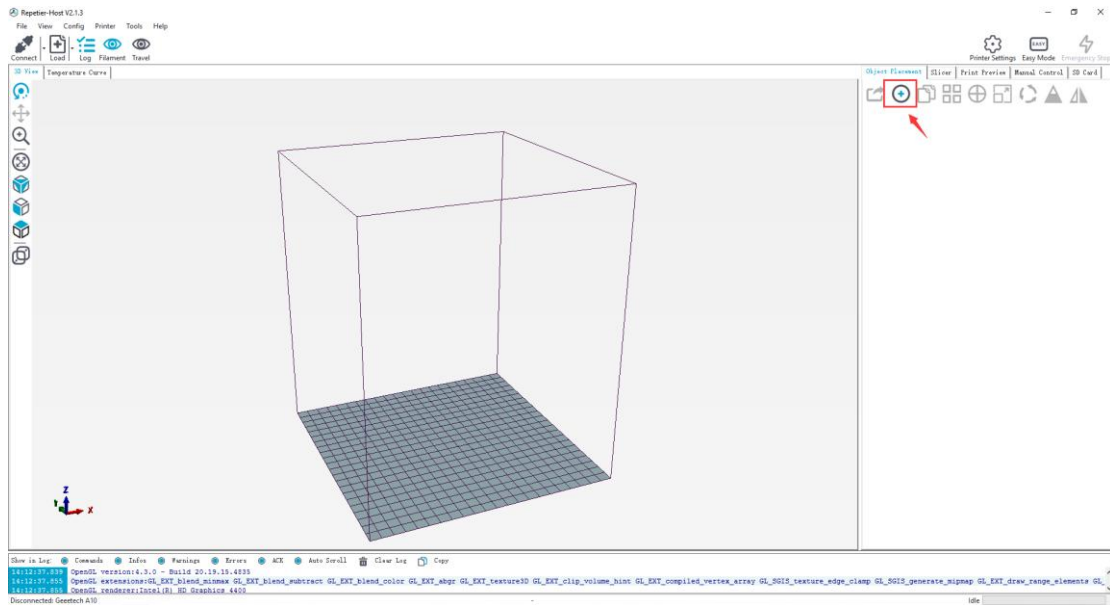 Repetier-Host V2.1.3
File View Config Printer Tools Help
Connect Load Log Filament Travel
Printer Settings Easy Mode Emergency Stop
EASY
3D View Temperature Curve
Object Placement Slicer Print Preview Manual Control SD Card
Z
Y
X
Show in Log: Commands Infos Warnings Errors ACK Auto Scroll Clear Log Copy
14:12:37.839 OpenGL version:4.3.0 - Build 20.19.15.4835
14:12:37.855 OpenGL extensions:GL_EXT_blend_minmax GL_EXT_blend_subtract GL_EXT_blend_color GL_EXT_abgr GL_EXT_texture3D GL_EXT_clip_volume_hint GL_EXT_compiled_vertex_array GL_SGIS_texture_edge_clamp GL_SGIS_generate_mipmap GL_EXT_draw_range_elements GL_
14:12:37.855 OpenGL renderer:Intel(R) HD Graphics 4400
Disconnected: Geeetech A10 - Idle